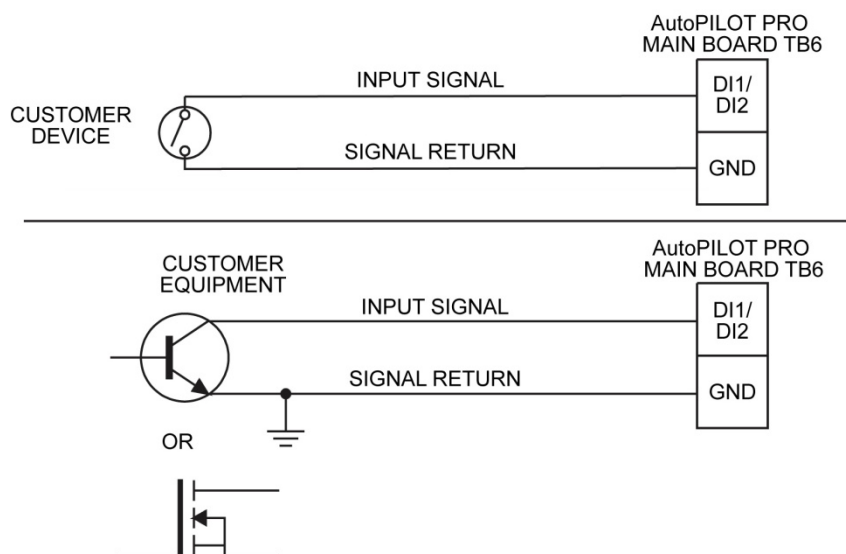 AutoPILOT PRO
MAIN BOARD TB6
INPUT SIGNAL
DI1/
DI2
CUSTOMER
DEVICE
SIGNAL RETURN
GND
AutoPILOT PRO
MAIN BOARD TB6
CUSTOMER
EQUIPMENT
INPUT SIGNAL
DI1/
DI2
SIGNAL RETURN
GND
OR